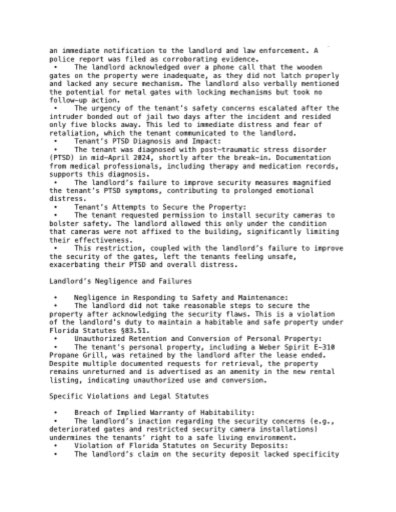 an immediate notification to the landlord and law enforcement. A
police report was filed as corroborating evidence.
• The landlord acknowledged over a phone call that the wooden
gates on the property were inadequate, as they did not latch properly
and lacked any secure mechanism. The landlord also verbally mentioned
the potential for metal gates with locking mechanisms but took no
follow-up action.
• The urgency of the tenant's safety concerns escalated after the
intruder bonded out of jail two days after the incident and resided
only five blocks away. This led to immediate distress and fear of
retaliation, which the tenant communicated to the landlord.
• Tenant's PTSD Diagnosis and Impact:
• The tenant was diagnosed with post-traumatic stress disorder
(PTSD) in mid-April 2024, shortly after the break-in. Documentation
from medical professionals, including therapy and medication records,
supports this diagnosis.
• The landlord's failure to improve security measures magnified
the tenant's PTSD symptoms, contributing to prolonged emotional
distress.
• Tenant's Attempts to Secure the Property:
• The tenant requested permission to install security cameras to
bolster safety. The landlord allowed this only under the condition
that cameras were not affixed to the building, significantly limiting
their effectiveness.
• This restriction, coupled with the landlord's failure to improve
the security of the gates, left the tenants feeling unsafe,
exacerbating their PTSD and overall distress.
Landlord's Negligence and Failures
• Negligence in Responding to Safety and Maintenance:
• The landlord did not take reasonable steps to secure the
property after acknowledging the security flaws. This is a violation
of the landlord's duty to maintain a habitable and safe property under
Florida Statutes §83.51.
• Unauthorized Retention and Conversion of Personal Property:
• The tenant's personal property, including a Weber Spirit E-310
Propane Grill, was retained by the landlord after the lease ended.
Despite multiple documented requests for retrieval, the property
remains unreturned and is advertised as an amenity in the new rental
listing, indicating unauthorized use and conversion.
Specific Violations and Legal Statutes
• Breach of Implied Warranty of Habitability:
• The landlord's inaction regarding the security concerns (e.g.,
deteriorated gates and restricted security camera installations)
undermines the tenants' right to a safe living environment.
• Violation of Florida Statutes on Security Deposits:
• The landlord's claim on the security deposit lacked specificity